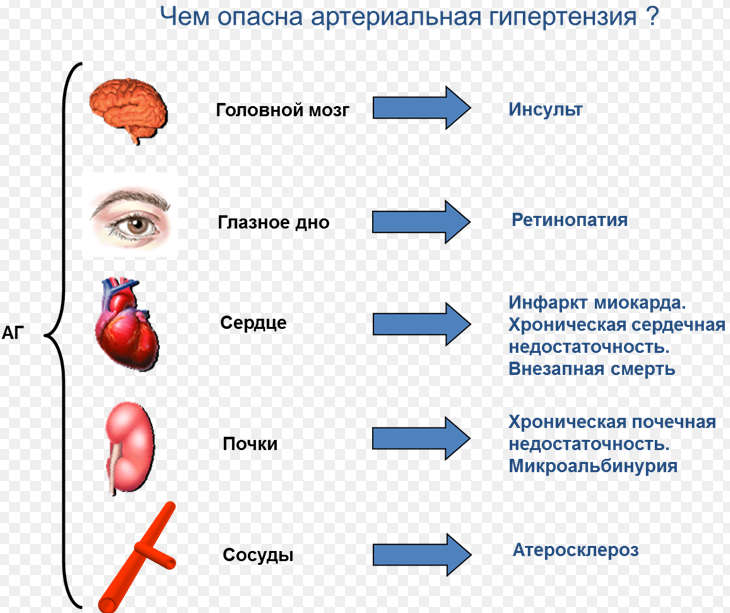 Чем опасна артериальная гипертензия ?
Головной мозг
Инсульт
Глазное дно
Ретинопатия
АГ
Сердце
Инфаркт миокарда.
Хроническая сердечная
недостаточность.
Внезапная смерть
Почки
Хроническая почечная
недостаточность.
Микроальбинурия
Сосуды
Атеросклероз